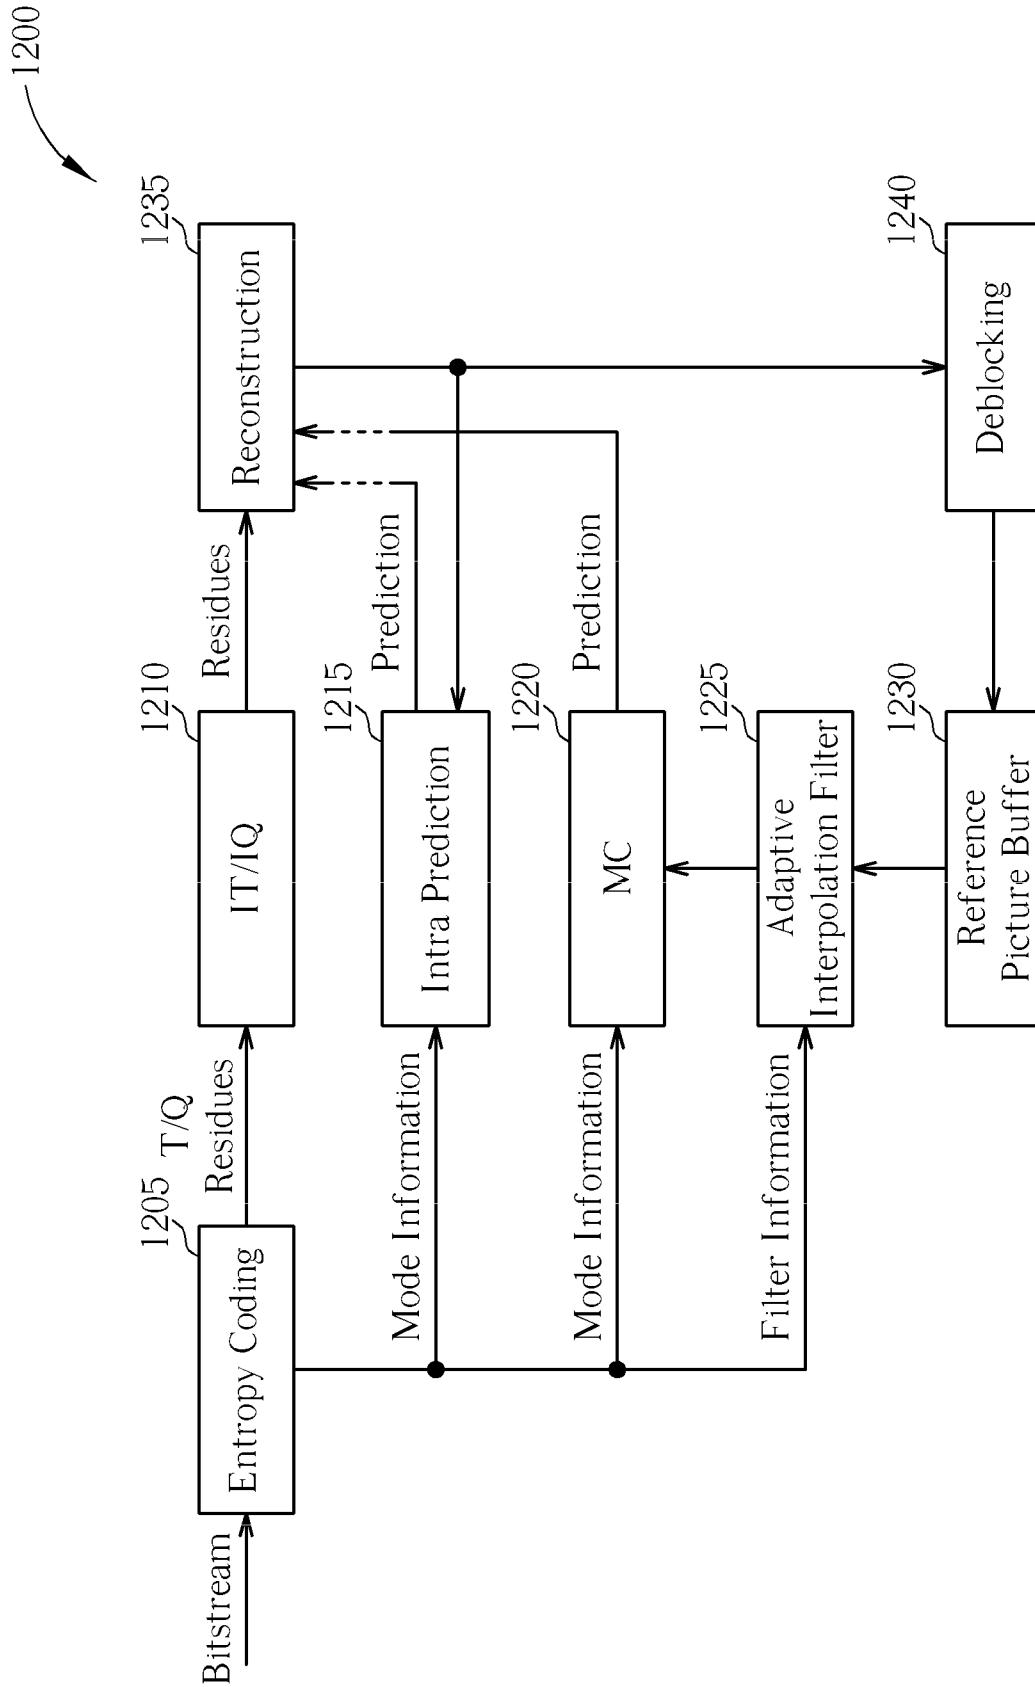 1200
Bitstream
Entropy Coding
1205
T/Q
Residues
IT/IQ
1210
Residues
Reconstruction
1235
Mode Information
Intra Prediction
1215
Prediction
Mode Information
MC
1220
Prediction
Filter Information
Adaptive
Interpolation Filter
1225
Reference
Picture Buffer
1230
Deblocking
1240